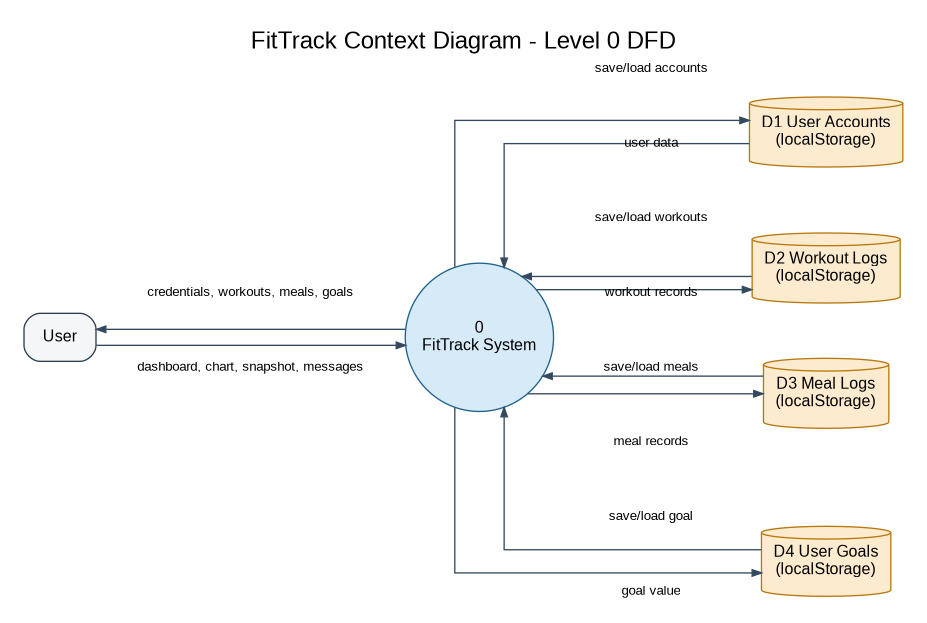 FitTrack Context Diagram - Level 0 DFD
save/load accounts
D1 User Accounts
(localStorage)
user data
save/load workouts
D2 Workout Logs
(localStorage)
workout records
credentials, workouts, meals, goals
User
0
FitTrack System
dashboard, chart, snapshot, messages
save/load meals
D3 Meal Logs
(localStorage)
meal records
save/load goal
D4 User Goals
(localStorage)
goal value